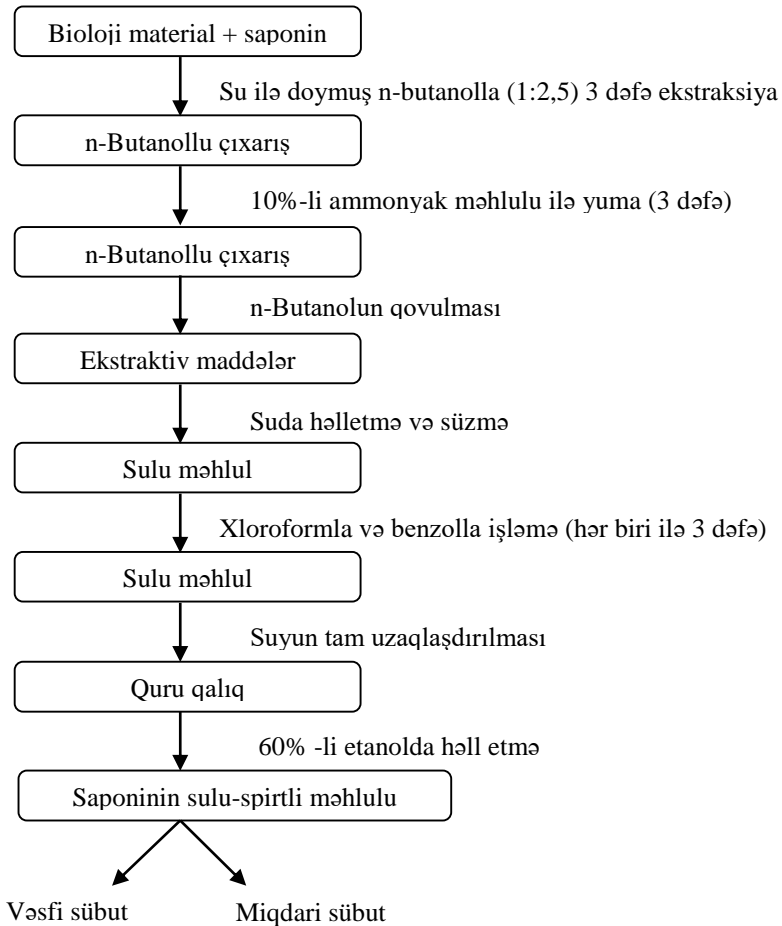 Bioloji material + saponin
Su ilə doymuş n-butanolla (1:2,5) 3 dəfə ekstraksiya
n-Butanollu çıxarış
10%-li ammonyak məhlulu ilə yuma (3 dəfə)
n-Butanollu çıxarış
n-Butanolun qovulması
Ekstraktiv maddələr
Suda həlletmə və süzmə
Sulu məhlul
Xloroformla və benzolla işləmə (hər biri ilə 3 dəfə)
Sulu məhlul
Suyun tam uzaqlaşdırılması
Quru qalıq
60% -li etanolda həll etmə
Saponinin sulu-spirtli məhlulu
Vəsfi sübut Miqdari sübut